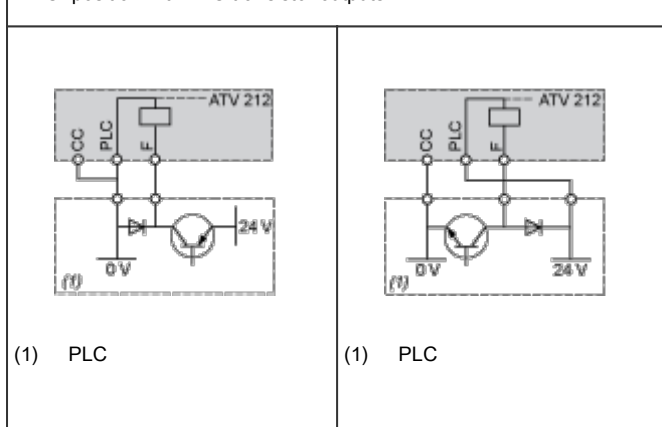 ATV 212
CC
PLC
F
24 V
0 V
(1)
(1) PLC
ATV 212
CC
PLC
F
0 V
24 V
(1)
(1) PLC